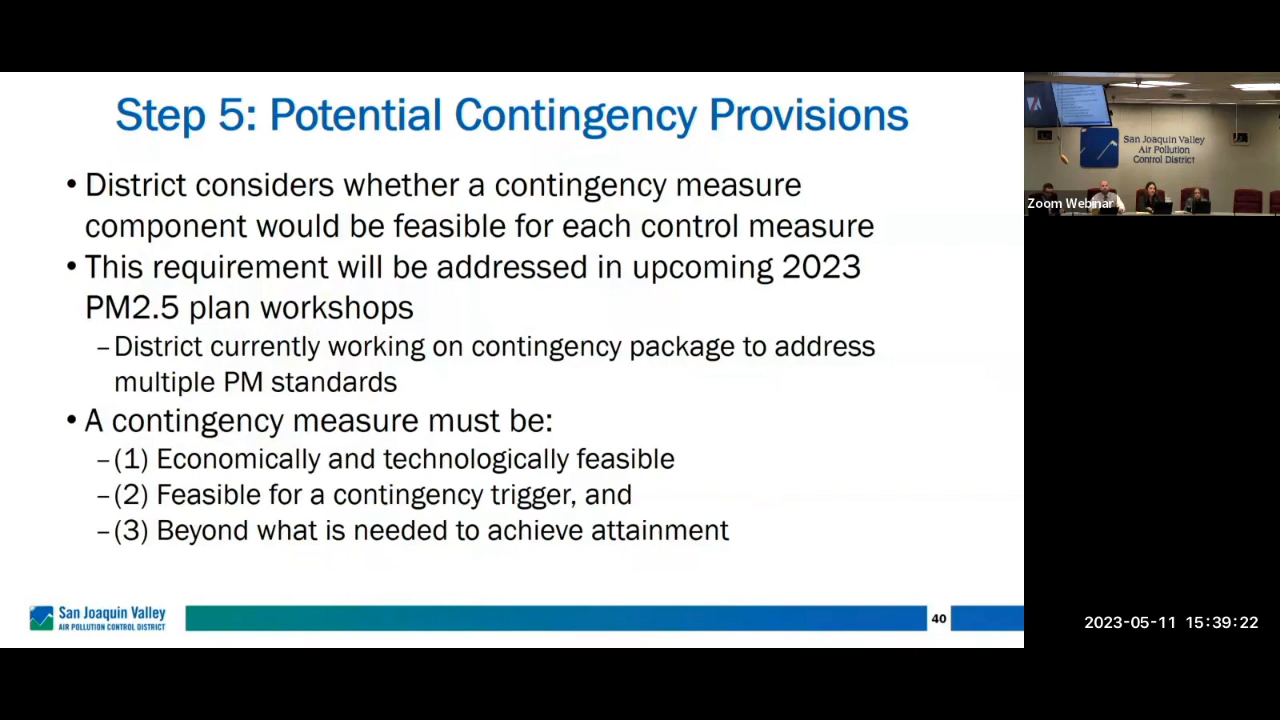 Step 5: Potential Contingency Provisions
• District considers whether a contingency measure
component would be feasible for each control measure
• This requirement will be addressed in upcoming 2023
PM2.5 plan workshops
–District currently working on contingency package to address
multiple PM standards
• A contingency measure must be:
–(1) Economically and technologically feasible
–(2) Feasible for a contingency trigger, and
–(3) Beyond what is needed to achieve attainment
San Joaquin Valley
AIR POLLUTION CONTROL DISTRICT
40
San Joaquin Valley
Air Pollution
Control District
Zoom Webinar
2023-05-11 15:39:22